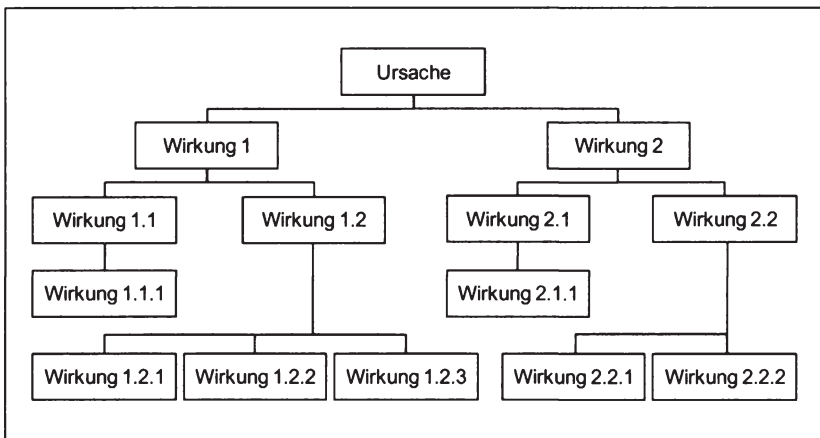 Ursache
Wirkung 1
Wirkung 2
Wirkung 1.1
Wirkung 1.2
Wirkung 2.1
Wirkung 2.2
Wirkung 1.1.1
Wirkung 2.1.1
Wirkung 1.2.1
Wirkung 1.2.2
Wirkung 1.2.3
Wirkung 2.2.1
Wirkung 2.2.2